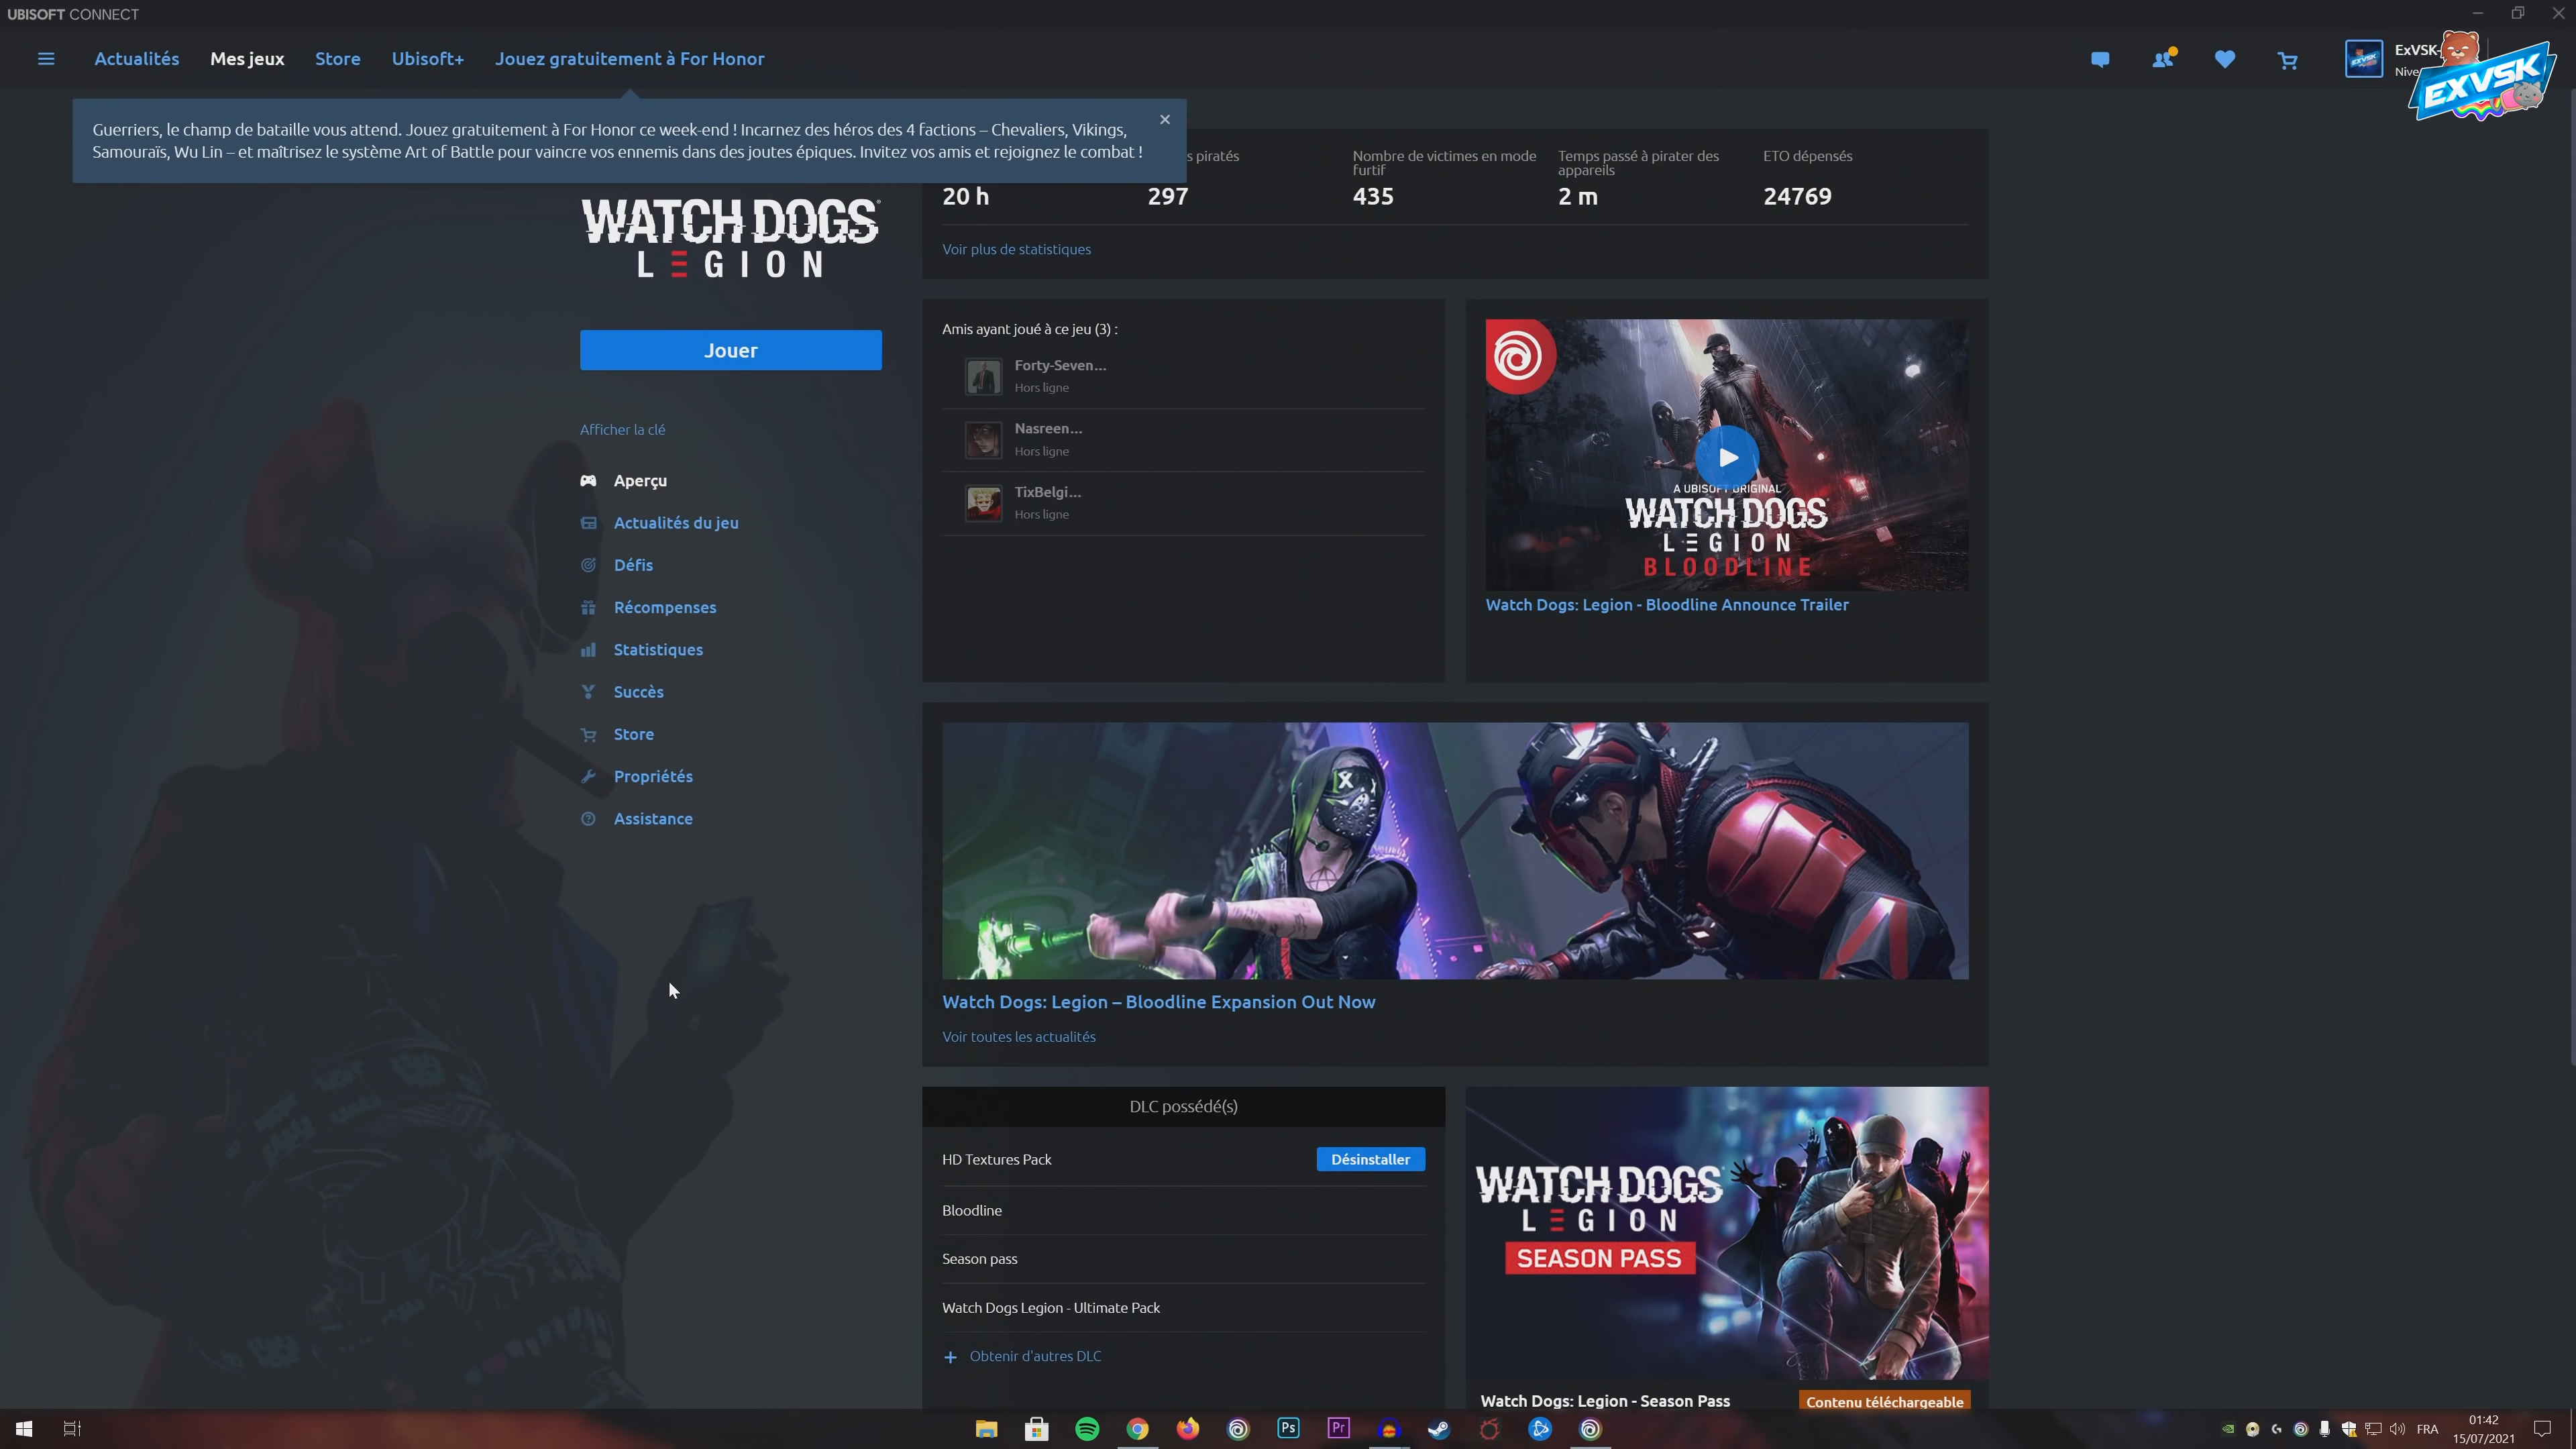 UBISOFT CONNECT
Actualités
Mes jeux
Store
Ubisoft+
Jouez gratuitement à For Honor
ExVSK-
EXVSK
Guerriers, le champ de bataille vous attend. Jouez gratuitement à For Honor ce week-end ! Incarnez des héros des 4 factions – Chevaliers, Vikings,
Samouraïs, Wu Lin – et maîtrisez le système Art of Battle pour vaincre vos ennemis dans des joutes épiques. Invitez vos amis et rejoignez le combat !
WATCH DOGS
LEGION
Jouer
Afficher la clé
Aperçu
Actualités du jeu
Défis
Récompenses
Statistiques
Succès
Store
Propriétés
Assistance
20 h
s piratés
297
Nombre de victimes en mode
furtif
435
Temps passé à pirater des
appareils
2 m
ETO dépensés
24769
Voir plus de statistiques
Amis ayant joué à ce jeu (3) :
Forty-Seven...
Hors ligne
Nasreen...
Hors ligne
TixBelgi...
Hors ligne
A UBISOFT ORIGINAL
WATCH DOGS
LEGION
BLOODLINE
Watch Dogs: Legion - Bloodline Announce Trailer
Watch Dogs: Legion – Bloodline Expansion Out Now
Voir toutes les actualités
DLC possédé(s)
HD Textures Pack
Désinstaller
Bloodline
Season pass
Watch Dogs Legion - Ultimate Pack
+ Obtenir d'autres DLC
WATCH DOGS
LEGION
SEASON PASS
Watch Dogs: Legion - Season Pass
Contenu téléchargeable
Ps
Pr
FRA
01:42
15/07/2021